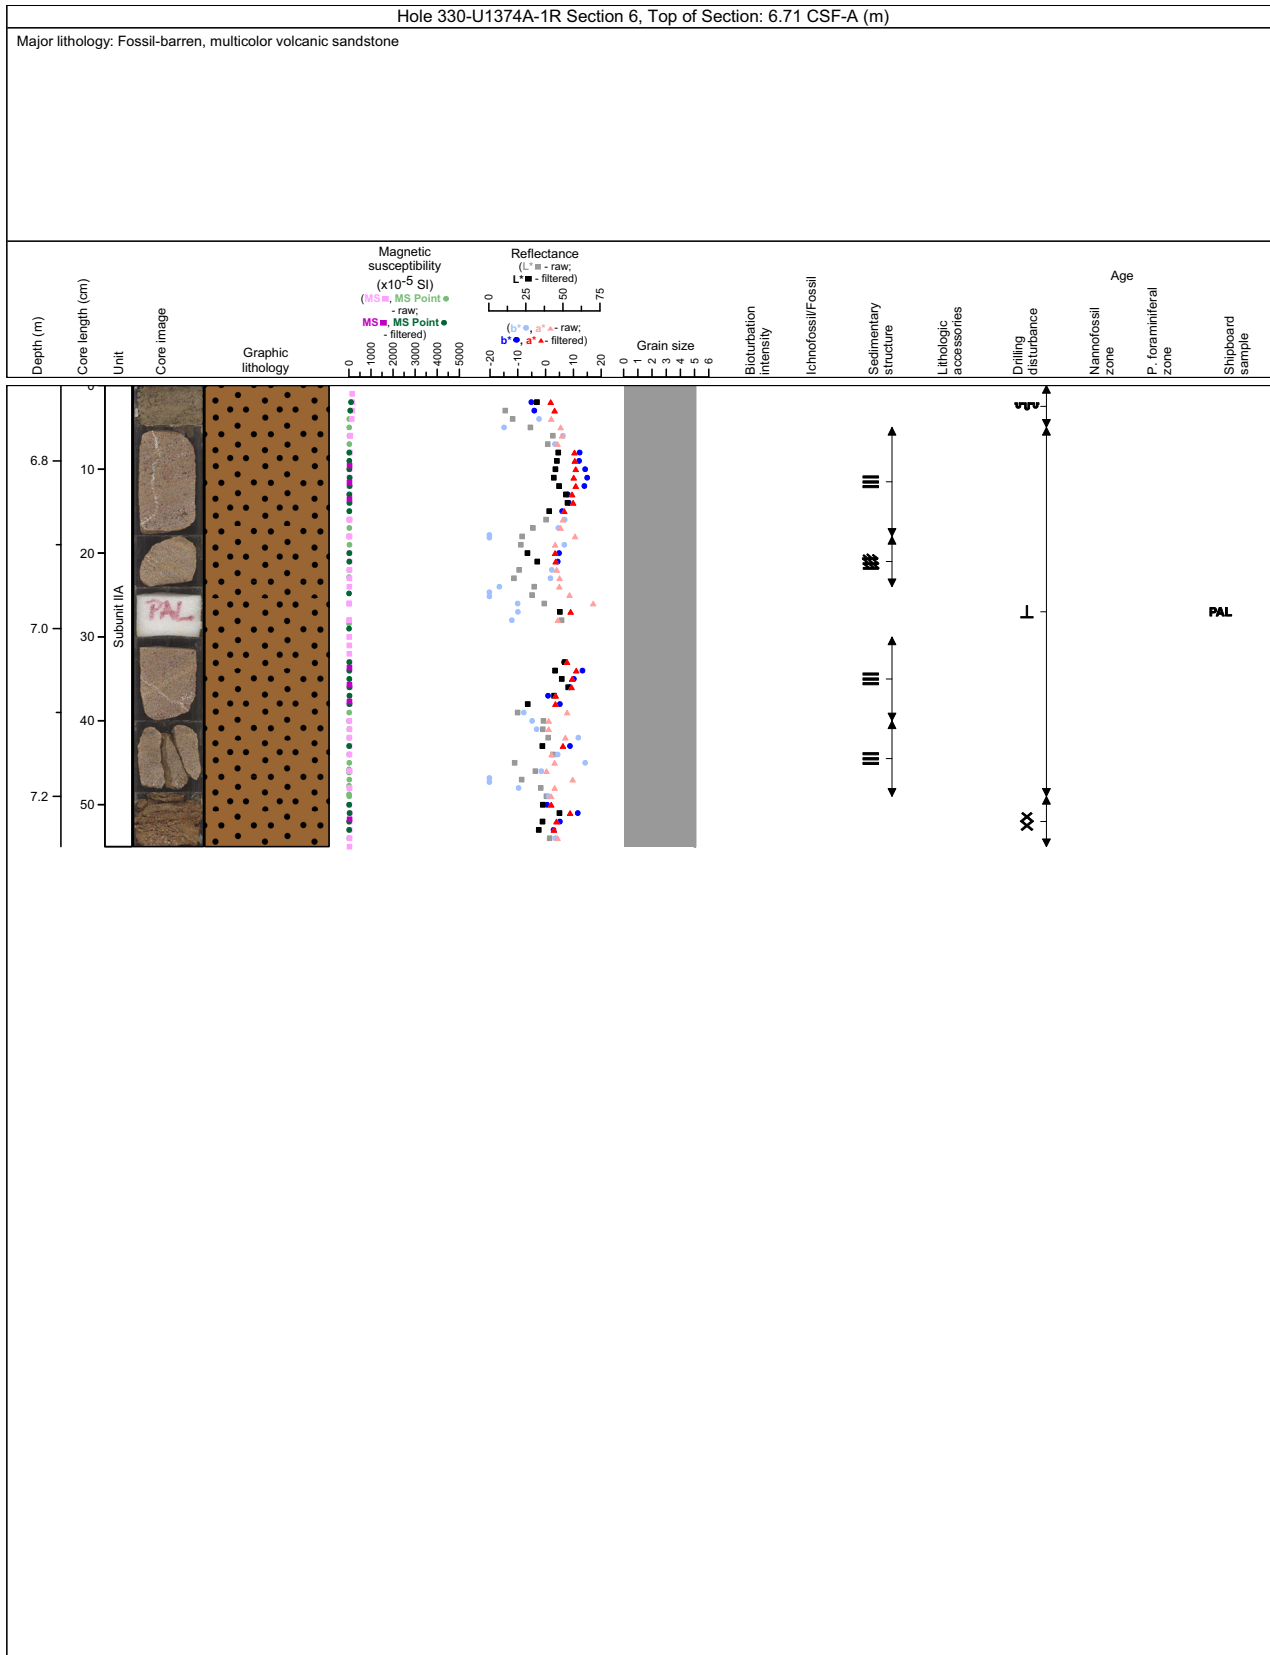 Hole 330-U1374A-1R Section 6, Top of Section: 6.71 CSF-A (m)
Major lithology: Fossil-barren, multicolor volcanic sandstone
Depth (m)
Core length (cm)
Unit
Core image
Graphic
lithology
Magnetic
susceptibility
(x10-5 SI)
(MS■, MS Point●
- raw;
MS■, MS Point●
- filtered)
0 1000 2000 3000 4000 5000
Reflectance
(L*■ - raw;
L*■ - filtered)
0 25 50 75
(b*●, a*▲- raw;
b*●, a*▲- filtered)
-20 -10 0 10 20
Grain size
0 1 2 3 4 5 6
Bioturbation
intensity
Ichnofossil/Fossil
Sedimentary
structure
Lithologic
accessories
Drilling
disturbance
Age
Nannofossil
zone
P. foraminiferal
zone
Shipboard
sample
0
6.8
10
20
PAL
PAL
7.0
30
Subunit IIA
40
7.2
50